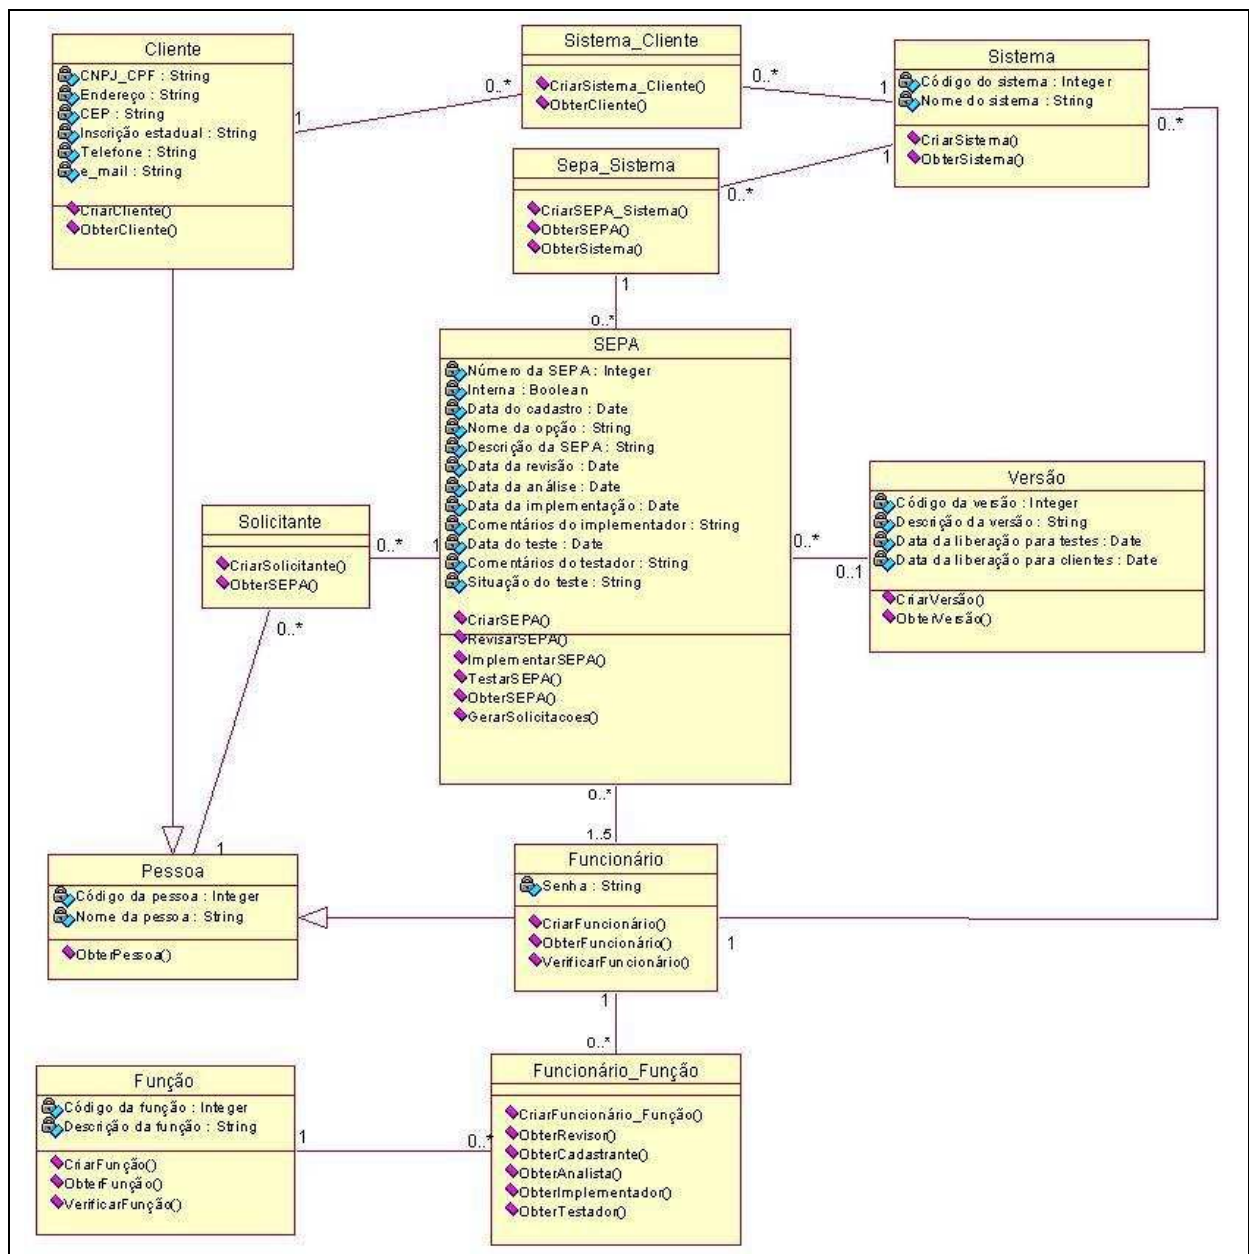 Cliente
CNPJ_CPF : String
Endereço : String
CEP : String
Inscrição estadual : String
Telefone : String
e_mail : String
CriarCliente()
ObterCliente()
1
0..*
Sistema_Cliente
CriarSistema_Cliente()
ObterCliente()
0..*
1
Sistema
Código do sistema : Integer
Nome do sistema : String
CriarSistema()
ObterSistema()
0..*
1
0..*
Sepa_Sistema
CriarSEPA_Sistema()
ObterSEPA()
ObterSistema()
1
0..*
SEPA
Número da SEPA : Integer
Interna : Boolean
Data do cadastro : Date
Nome da opção : String
Descrição da SEPA : String
Data da revisão : Date
Data da análise : Date
Data da implementação : Date
Comentários do implementador : String
Data do teste : Date
Comentários do testador : String
Situação do teste : String
CriarSEPA()
RevisarSEPA()
ImplementarSEPA()
TestarSEPA()
ObterSEPA()
GerarSolicitacoes()
Solicitante
CriarSolicitante()
ObterSEPA()
0..*
1
0..*
1
0..*
0..1
Versão
Código da versão : Integer
Descrição da versão : String
Data da liberação para testes : Date
Data da liberação para clientes : Date
CriarVersão()
ObterVersão()
0..*
1..5
Pessoa
Código da pessoa : Integer
Nome da pessoa : String
ObterPessoa()
Funcionário
Senha : String
CriarFuncionário()
ObterFuncionário()
VerificarFuncionário()
1
1
0..*
Função
Código da função : Integer
Descrição da função : String
CriarFunção()
ObterFunção()
VerificarFunção()
1
0..*
Funcionário_Função
CriarFuncionário_Função()
ObterRevisor()
ObterCadastrante()
ObterAnalista()
ObterImplementador()
ObterTestador()